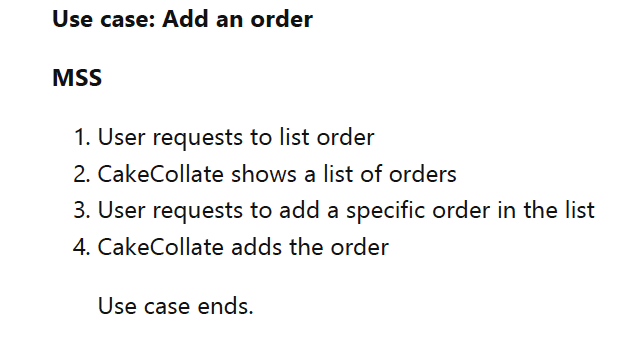 Use case: Add an order
MSS
1. User requests to list order
2. CakeCollate shows a list of orders
3. User requests to add a specific order in the list
4. CakeCollate adds the order
Use case ends.